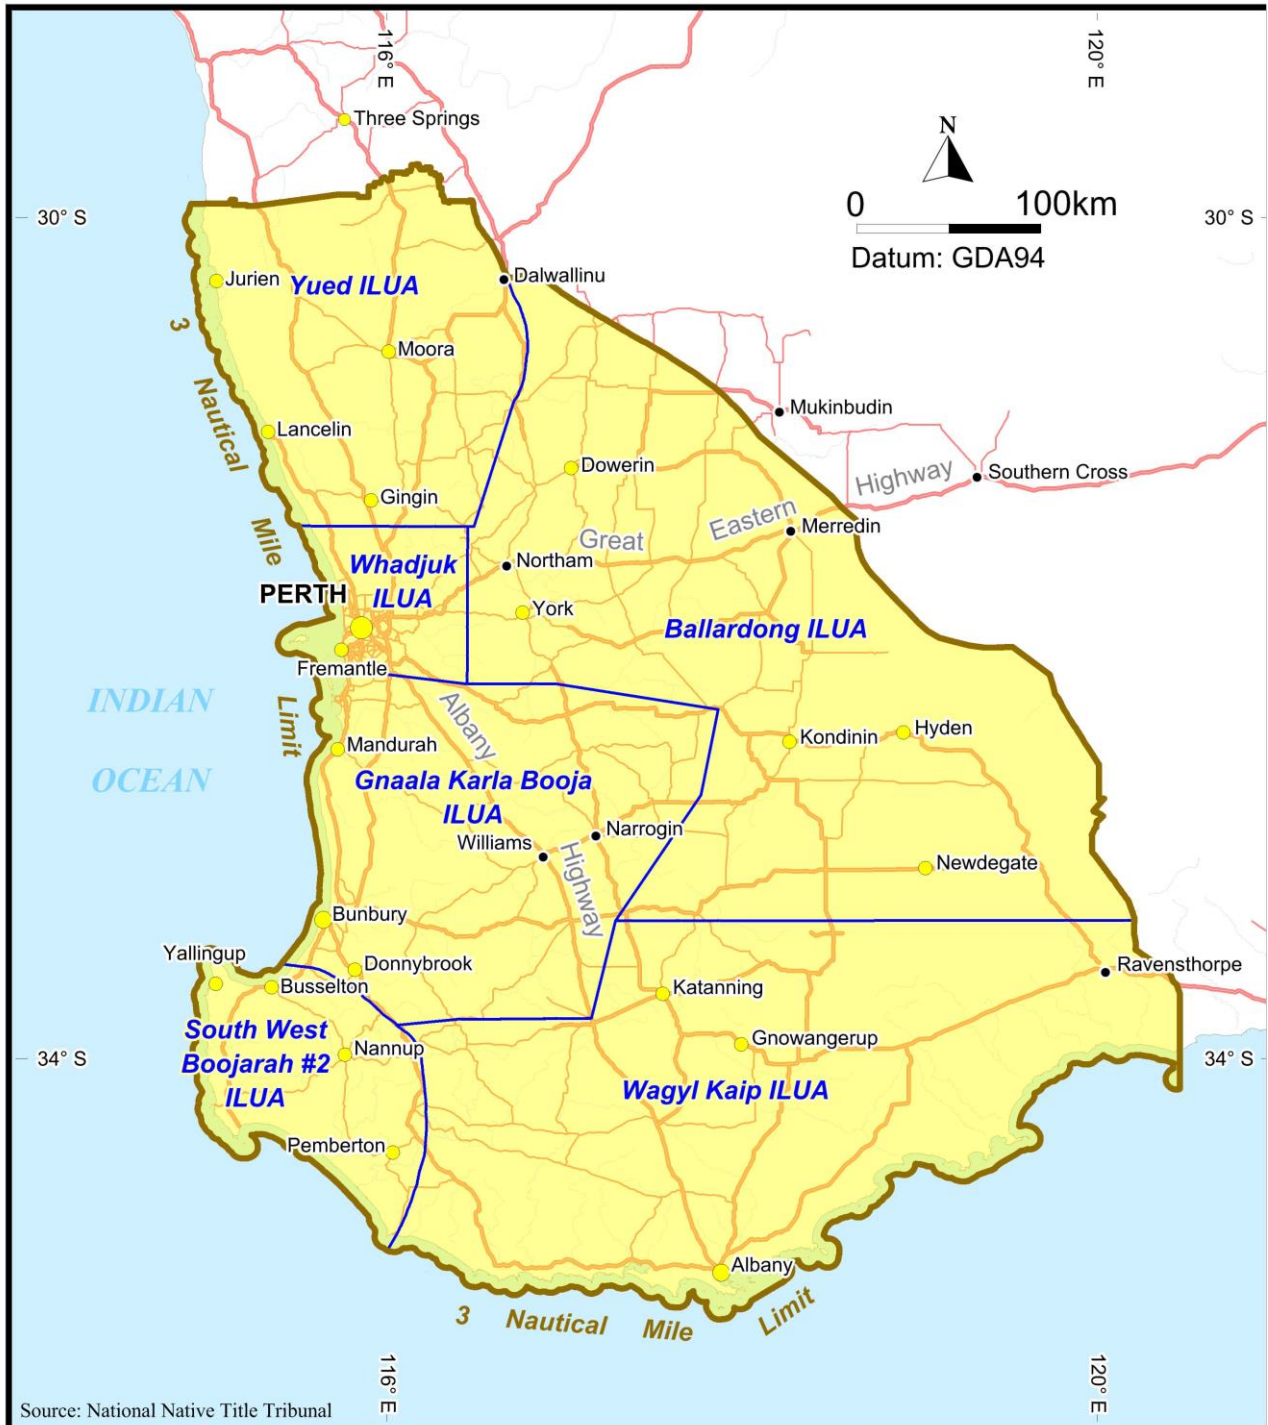 116° E
120° E
Three Springs
N
0 100km
Datum: GDA94
30° S
30° S
Jurien
Yued ILUA
Dalwallinu
Moora
Mukinbudin
Lancelin
Dowerin
Highway
Southern Cross
Gingin
Eastern
Great
Merredin
Whadjuk
ILUA
Northam
PERTH
York
Ballardong ILUA
Fremantle
3 Nautical Mile Limit
INDIAN
OCEAN
Albany
Mandurah
Kondinin
Hyden
Gnaala Karla Booja
ILUA
Williams
Narrogin
Highway
Newdegate
Bunbury
Yallingup
Donnybrook
Ravensthorpe
Busselton
Katanning
South West
Boojarah #2
ILUA
Nannup
Gnowangerup
34° S
34° S
Wagyl Kaip ILUA
Pemberton
Albany
3 Nautical Mile Limit
116° E
120° E
Source: National Native Title Tribunal